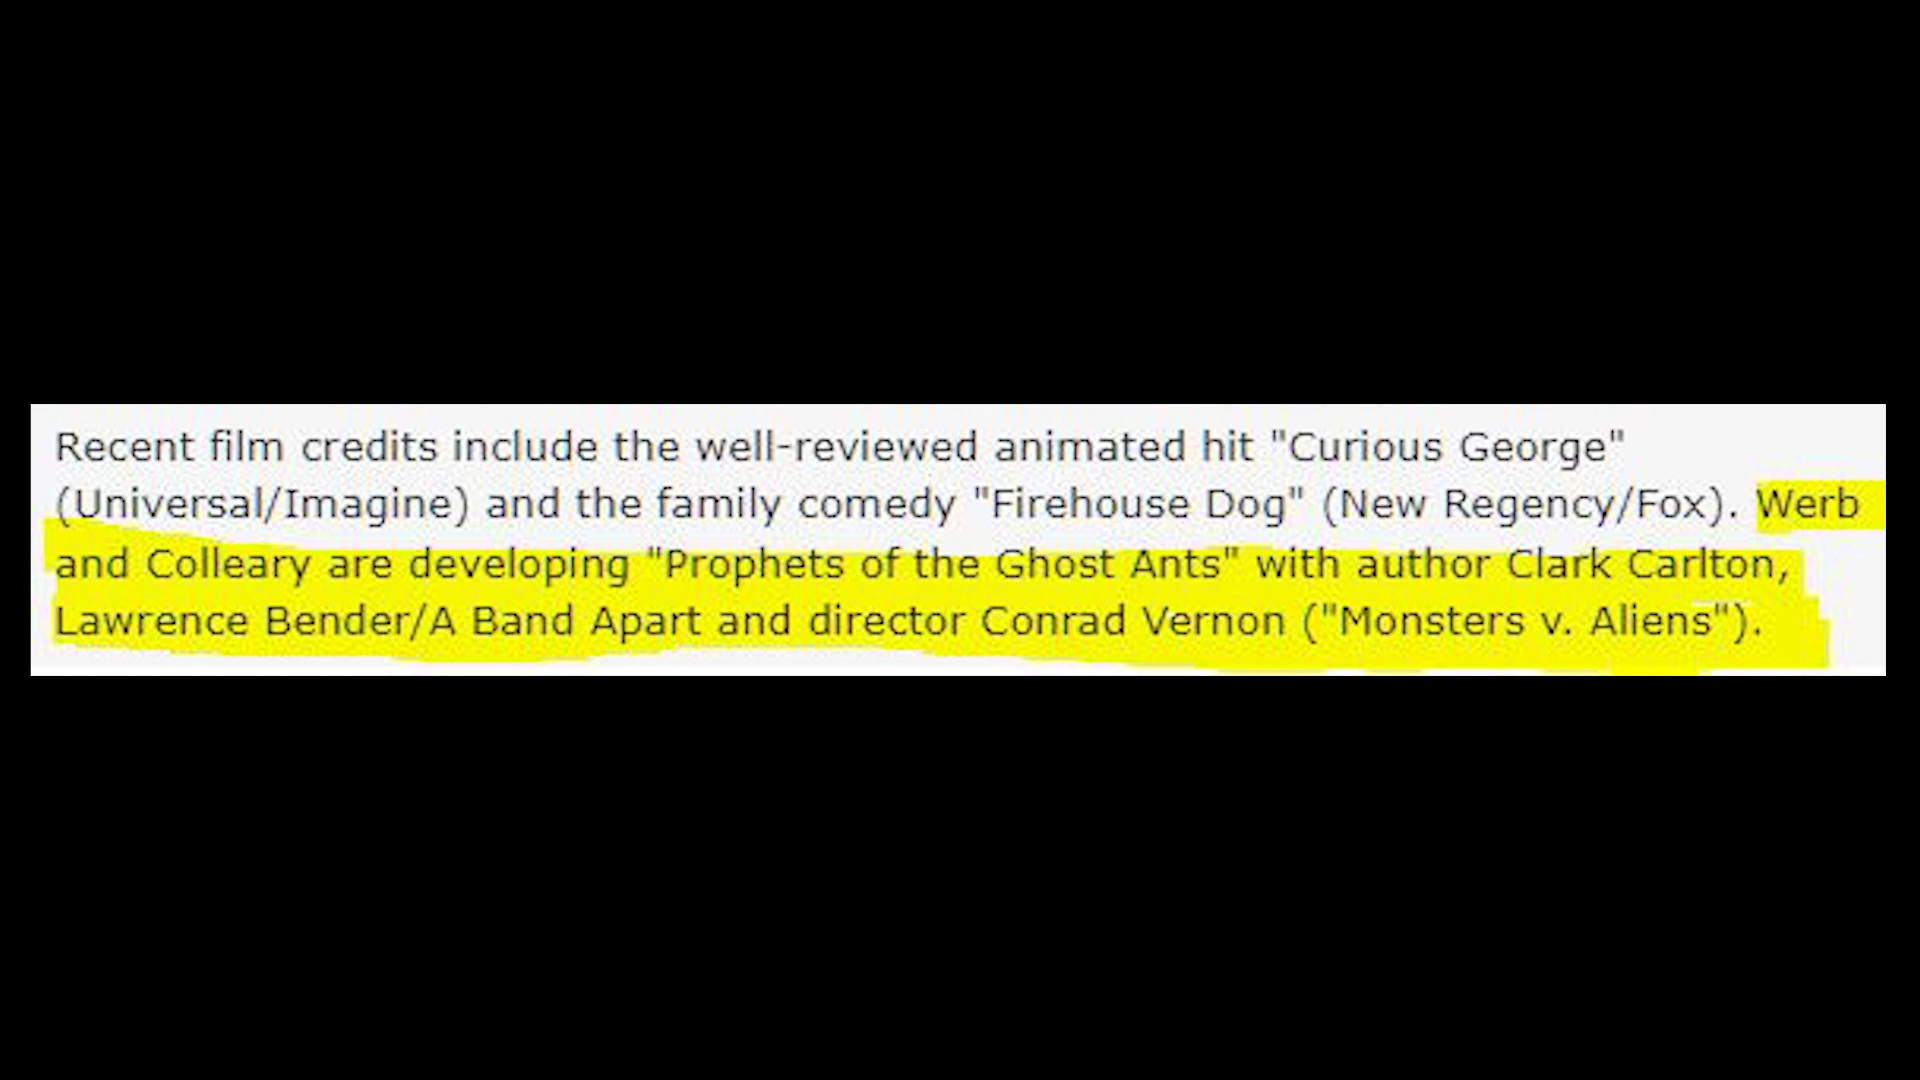 Recent film credits include the well-reviewed animated hit "Curious George"
(Universal/Imagine) and the family comedy "Firehouse Dog" (New Regency/Fox). Werb
and Colleary are developing "Prophets of the Ghost Ants" with author Clark Carlton,
Lawrence Bender/A Band Apart and director Conrad Vernon ("Monsters v. Aliens").